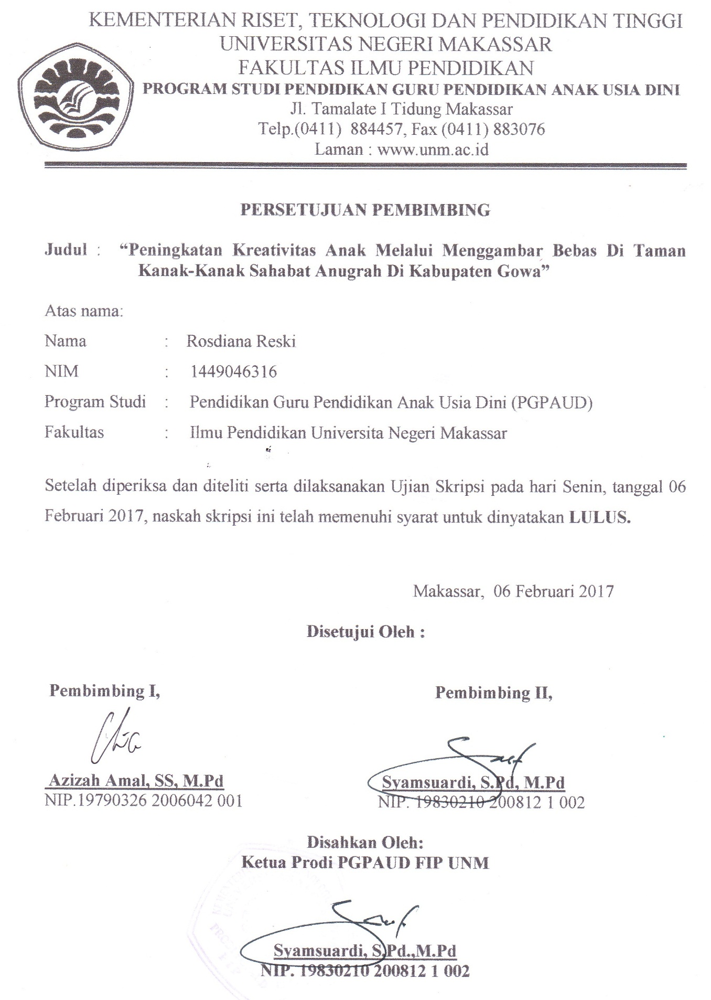 KEMENTERIAN RISET, TEKNOLOGI DAN PENDIDIKAN TINGGI
UNIVERSITAS NEGERI MAKASSAR
FAKULTAS ILMU PENDIDIKAN
PROGRAM STUDI PENDIDIKAN GURU PENDIDIKAN ANAK USIA DINI
Jl. Tamalate I Tidung Makassar
Telp.(0411) 884457, Fax (0411) 883076
Laman : www.unm.ac.id
PERSETUJUAN PEMBIMBING
Judul : “Peningkatan Kreativitas Anak Melalui Menggambar Bebas Di Taman
Kanak-Kanak Sahabat Anugrah Di Kabupaten Gowa”
Atas nama:
Nama : Rosdiana Reski
NIM : 1449046316
Program Studi : Pendidikan Guru Pendidikan Anak Usia Dini (PGPAUD)
Fakultas : Ilmu Pendidikan Universita Negeri Makassar
Setelah diperiksa dan diteliti serta dilaksanakan Ujian Skripsi pada hari Senin, tanggal 06
Februari 2017, naskah skripsi ini telah memenuhi syarat untuk dinyatakan LULUS.
Makassar, 06 Februari 2017
Disetujui Oleh :
Pembimbing I,
Pembimbing II,
Azizah Amal, SS, M.Pd
Syamsuardi, S.Pd, M.Pd
NIP.19790326 2006042 001
NIP. 19830210 200812 1 002
Disahkan Oleh:
Ketua Prodi PGPAUD FIP UNM
Syamsuardi, S.Pd.,M.Pd
NIP. 19830210 200812 1 002